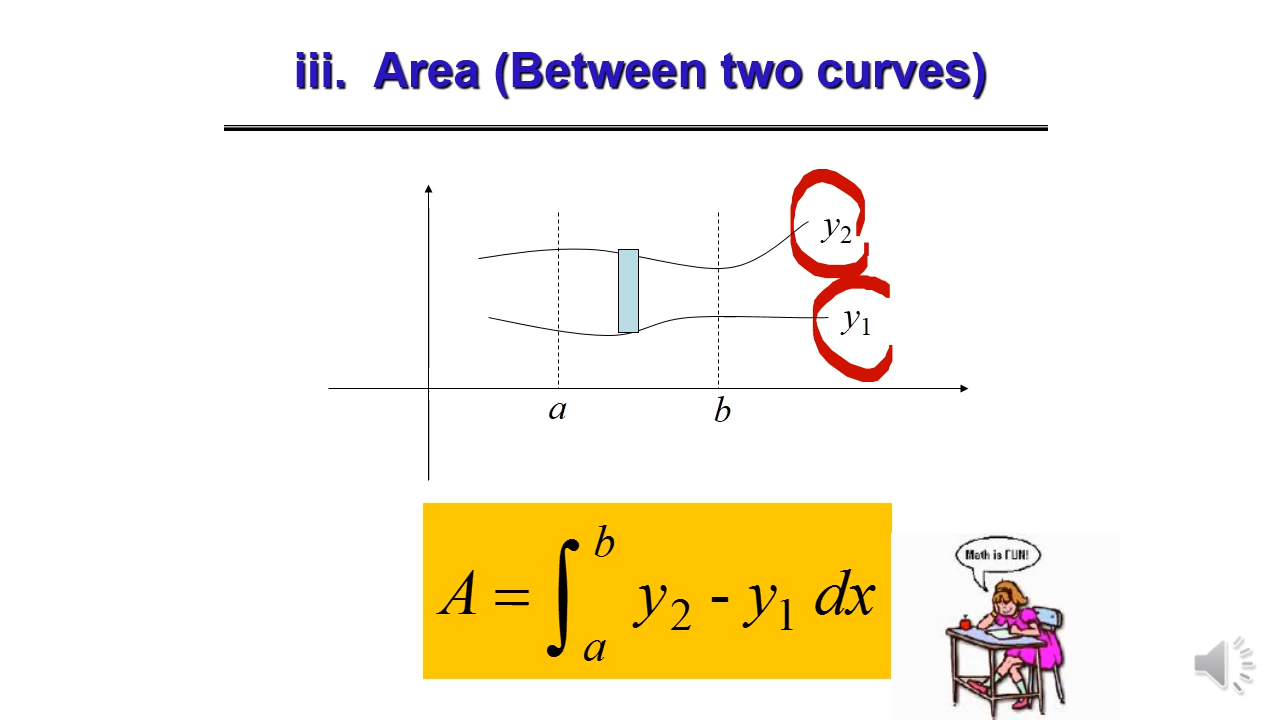 iii. Area (Between two curves)
y₂
y₁
a
b
A = ∫ₐᵇ y₂ - y₁ dx
Math is FUN!